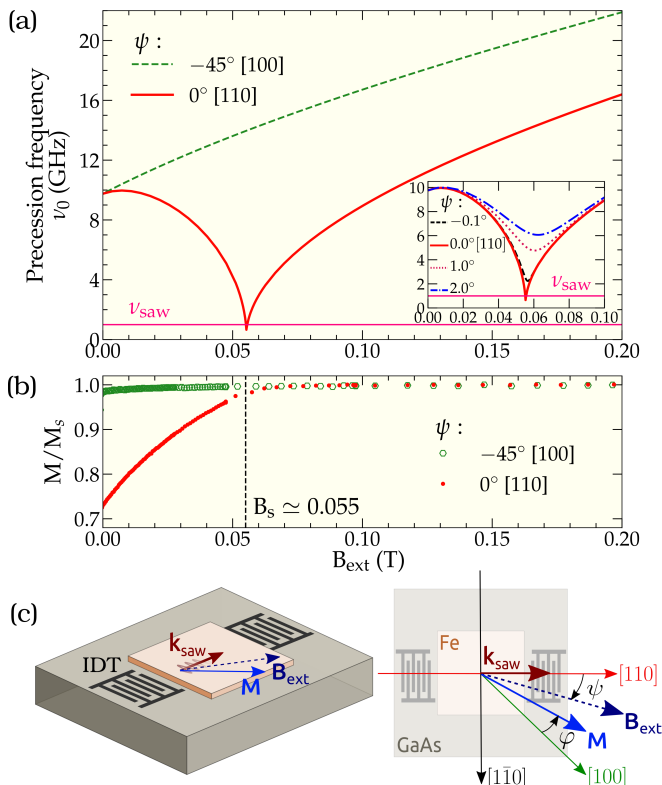 (a)
Precession frequency
ν₀ (GHz)
22
20
16
12
8
4
0
ψ :
−45° [100]
0° [110]
νsaw
0.00
0.05
0.10
0.15
0.20
10
8
6
4
2
0
ψ :
−0.1°
0.0° [110]
1.0°
2.0°
νsaw
0.00 0.02 0.04 0.06 0.08 0.10
(b)
M/Ms
1.0
0.9
0.8
0.7
ψ :
−45° [100]
0° [110]
Bs ≃ 0.055
0.00 0.05 0.10 0.15 0.20
Bext (T)
(c)
IDT
ksaw
Bext
M
Fe
ksaw
[110]
ψ
Bext
M
φ
GaAs
[11̄0]
[100]